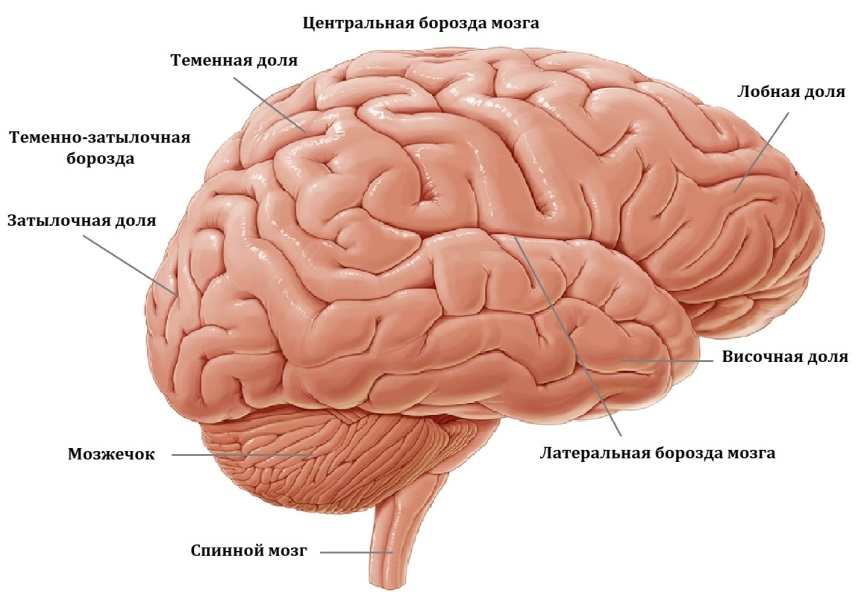 Центральная борозда мозга
Теменная доля
Лобная доля
Теменно-затылочная
борозда
Затылочная доля
Височная доля
Мозжечок
Латеральная борозда мозга
Спинной мозг